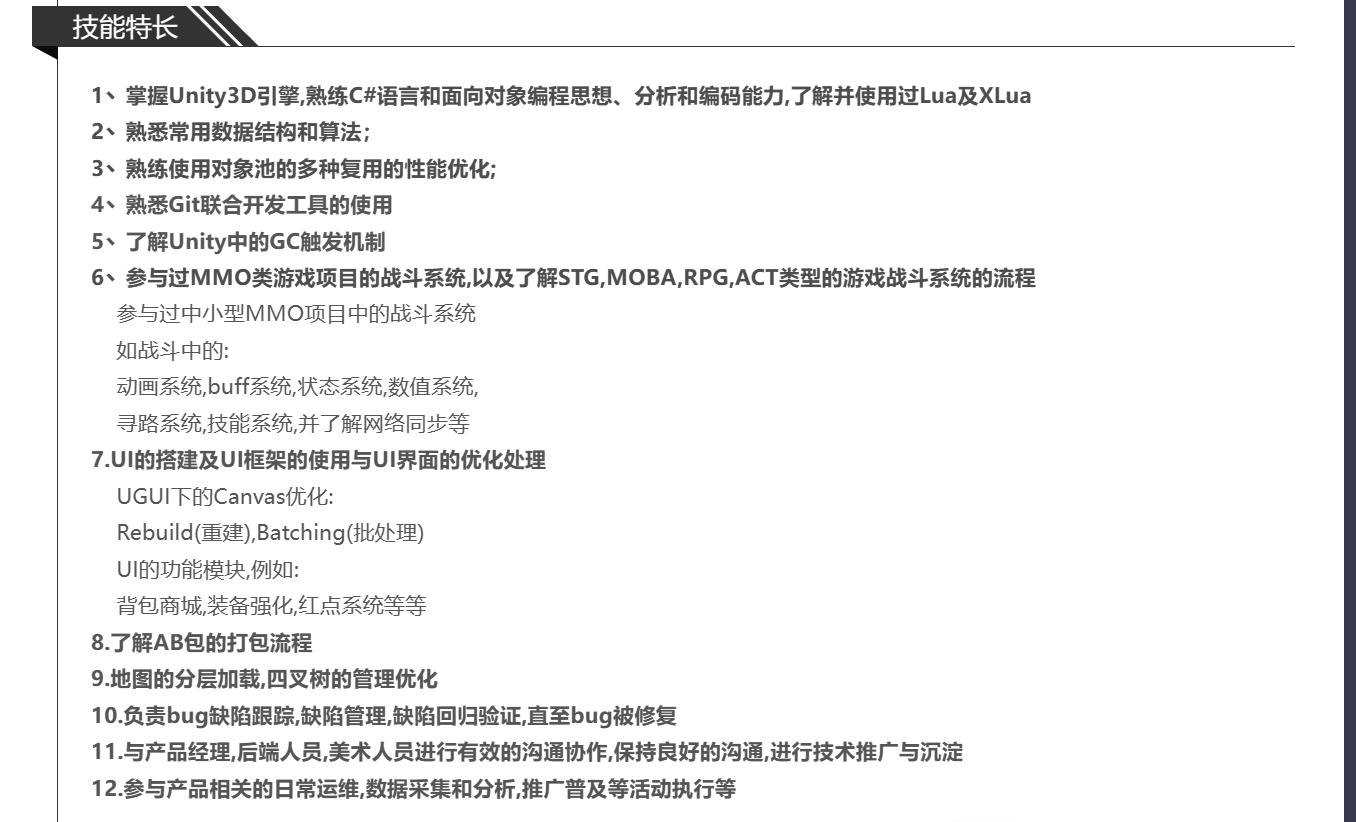 技能特长
1、掌握Unity3D引擎,熟练C#语言和面向对象编程思想、分析和编码能力,了解并使用过Lua及XLua
2、熟悉常用数据结构和算法；
3、熟练使用对象池的多种复用的性能优化;
4、熟悉Git联合开发工具的使用
5、了解Unity中的GC触发机制
6、参与过MMO类游戏项目的战斗系统,以及了解STG,MOBA,RPG,ACT类型的游戏战斗系统的流程
参与过中小型MMO项目中的战斗系统
如战斗中的:
动画系统,buff系统,状态系统,数值系统,
寻路系统,技能系统,并了解网络同步等
7.UI的搭建及UI框架的使用与UI界面的优化处理
UGUI下的Canvas优化:
Rebuild(重建),Batching(批处理)
UI的功能模块,例如:
背包商城,装备强化,红点系统等等
8.了解AB包的打包流程
9.地图的分层加载,四叉树的管理优化
10.负责bug缺陷跟踪,缺陷管理,缺陷回归验证,直至bug被修复
11.与产品经理,后端人员,美术人员进行有效的沟通协作,保持良好的沟通,进行技术推广与沉淀
12.参与产品相关的日常运维,数据采集和分析,推广普及等活动执行等